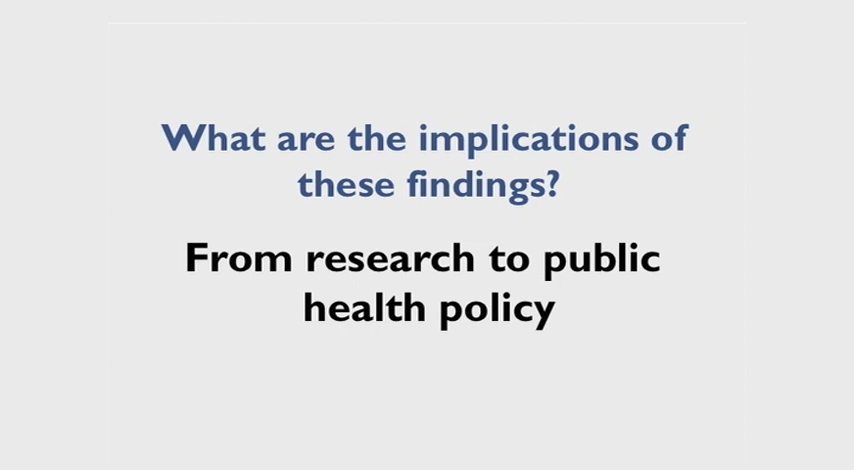 What are the implications of
these findings?
From research to public
health policy